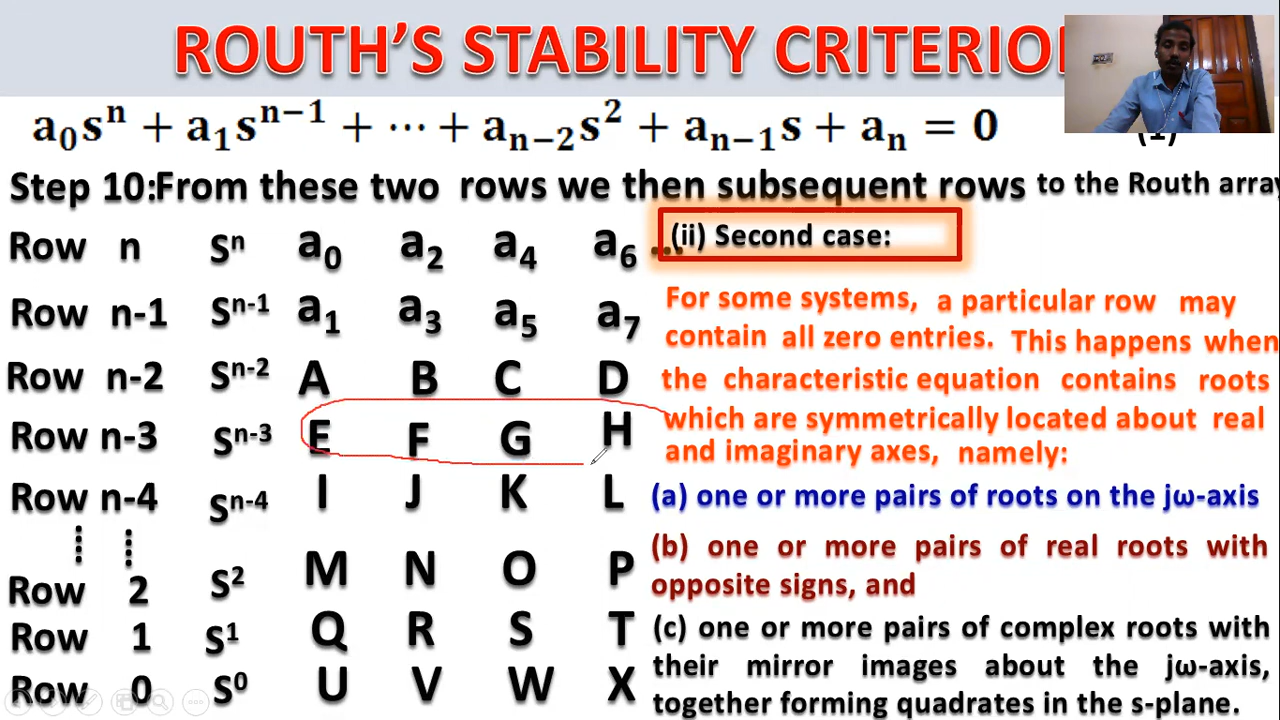 ROUTH'S STABILITY CRITERIO
a₀sⁿ + a₁sⁿ⁻¹ + ⋯ + aₙ₋₂s² + aₙ₋₁s + aₙ = 0 (1)
Step 10:From these two rows we then subsequent rows to the Routh array
Row n Sⁿ a₀ a₂ a₄ a₆ ...
Row n-1 Sⁿ⁻¹ a₁ a₃ a₅ a₇
Row n-2 Sⁿ⁻² A B C D
Row n-3 Sⁿ⁻³ E F G H
Row n-4 Sⁿ⁻⁴ I J K L
⋮ ⋮
Row 2 S² M N O P
Row 1 S¹ Q R S T
Row 0 S⁰ U V W X
(ii) Second case:
For some systems, a particular row may
contain all zero entries. This happens when
the characteristic equation contains roots
which are symmetrically located about real
and imaginary axes, namely:
(a) one or more pairs of roots on the jω-axis
(b) one or more pairs of real roots with
opposite signs, and
(c) one or more pairs of complex roots with
their mirror images about the jω-axis,
together forming quadrates in the s-plane.